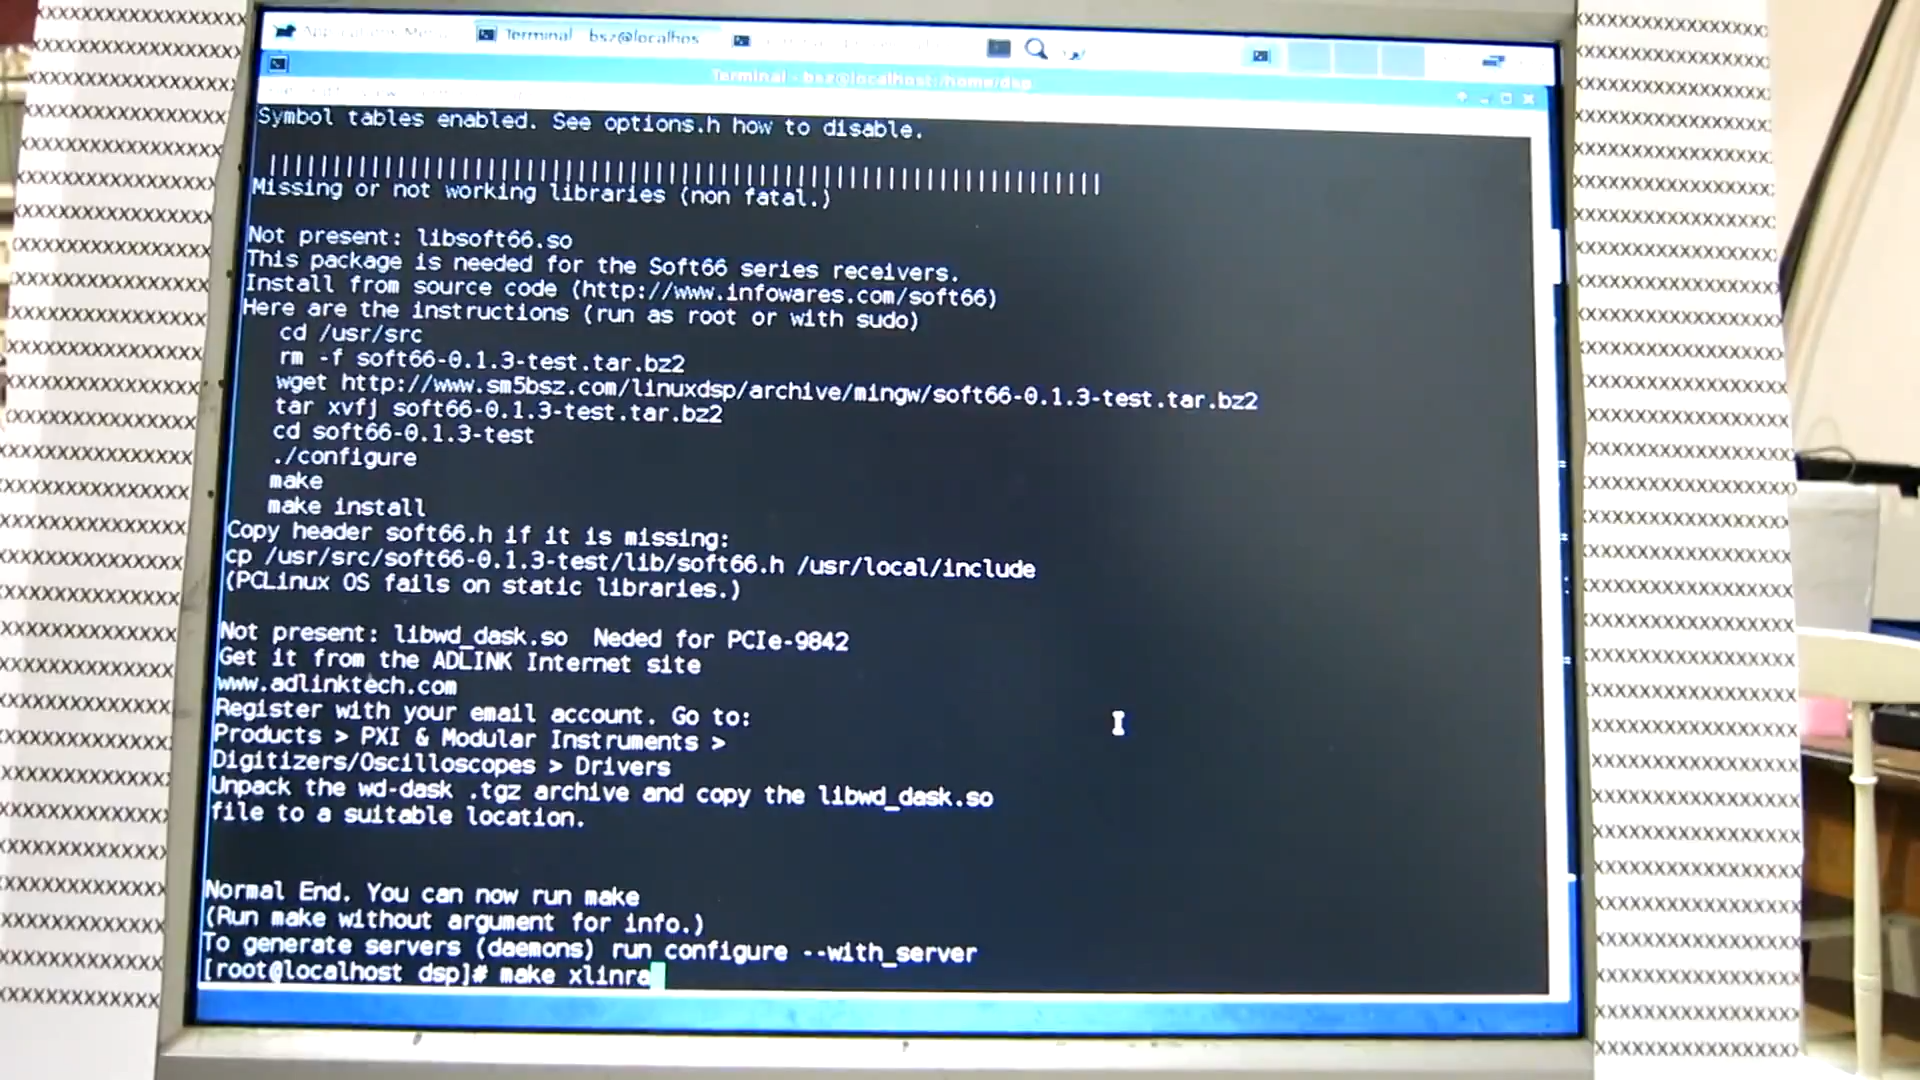 Terminal
bsz@localhos
Terminal - bsz@localhost:/home/dsp
Symbol tables enabled. See options.h how to disable.
Missing or not working libraries (non fatal.)
Not present: libsoft66.so
This package is needed for the Soft66 series receivers.
Install from source code (http://www.infowares.com/soft66)
Here are the instructions (run as root or with sudo)
cd /usr/src
rm -f soft66-0.1.3-test.tar.bz2
wget http://www.sm5bsz.com/linuxdsp/archive/mingw/soft66-0.1.3-test.tar.bz2
tar xvfj soft66-0.1.3-test.tar.bz2
cd soft66-0.1.3-test
./configure
make
make install
Copy header soft66.h if it is missing:
cp /usr/src/soft66-0.1.3-test/lib/soft66.h /usr/local/include
(PCLinux OS fails on static libraries.)
Not present: libwd_dask.so  Neded for PCIe-9842
Get it from the ADLINK Internet site
www.adlinktech.com
Register with your email account. Go to:
Products > PXI & Modular Instruments >
Digitizers/Oscilloscopes > Drivers
Unpack the wd-dask .tgz archive and copy the libwd_dask.so
file to a suitable location.
Normal End. You can now run make
(Run make without argument for info.)
To generate servers (daemons) run configure --with_server
[root@localhost dsp]# make xlinra